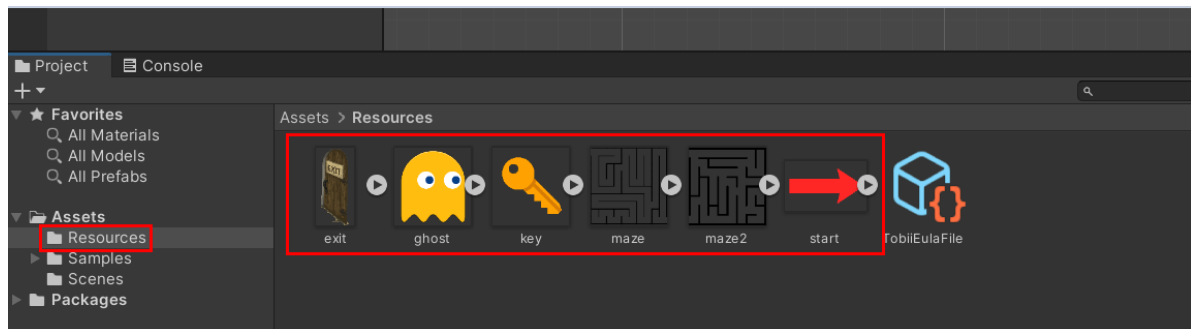 Project
Console
Favorites
All Materials
All Models
All Prefabs
Assets
Resources
Samples
Scenes
Packages
Assets > Resources
EXIT
exit
ghost
key
maze
maze2
start
TobiiEulaFile